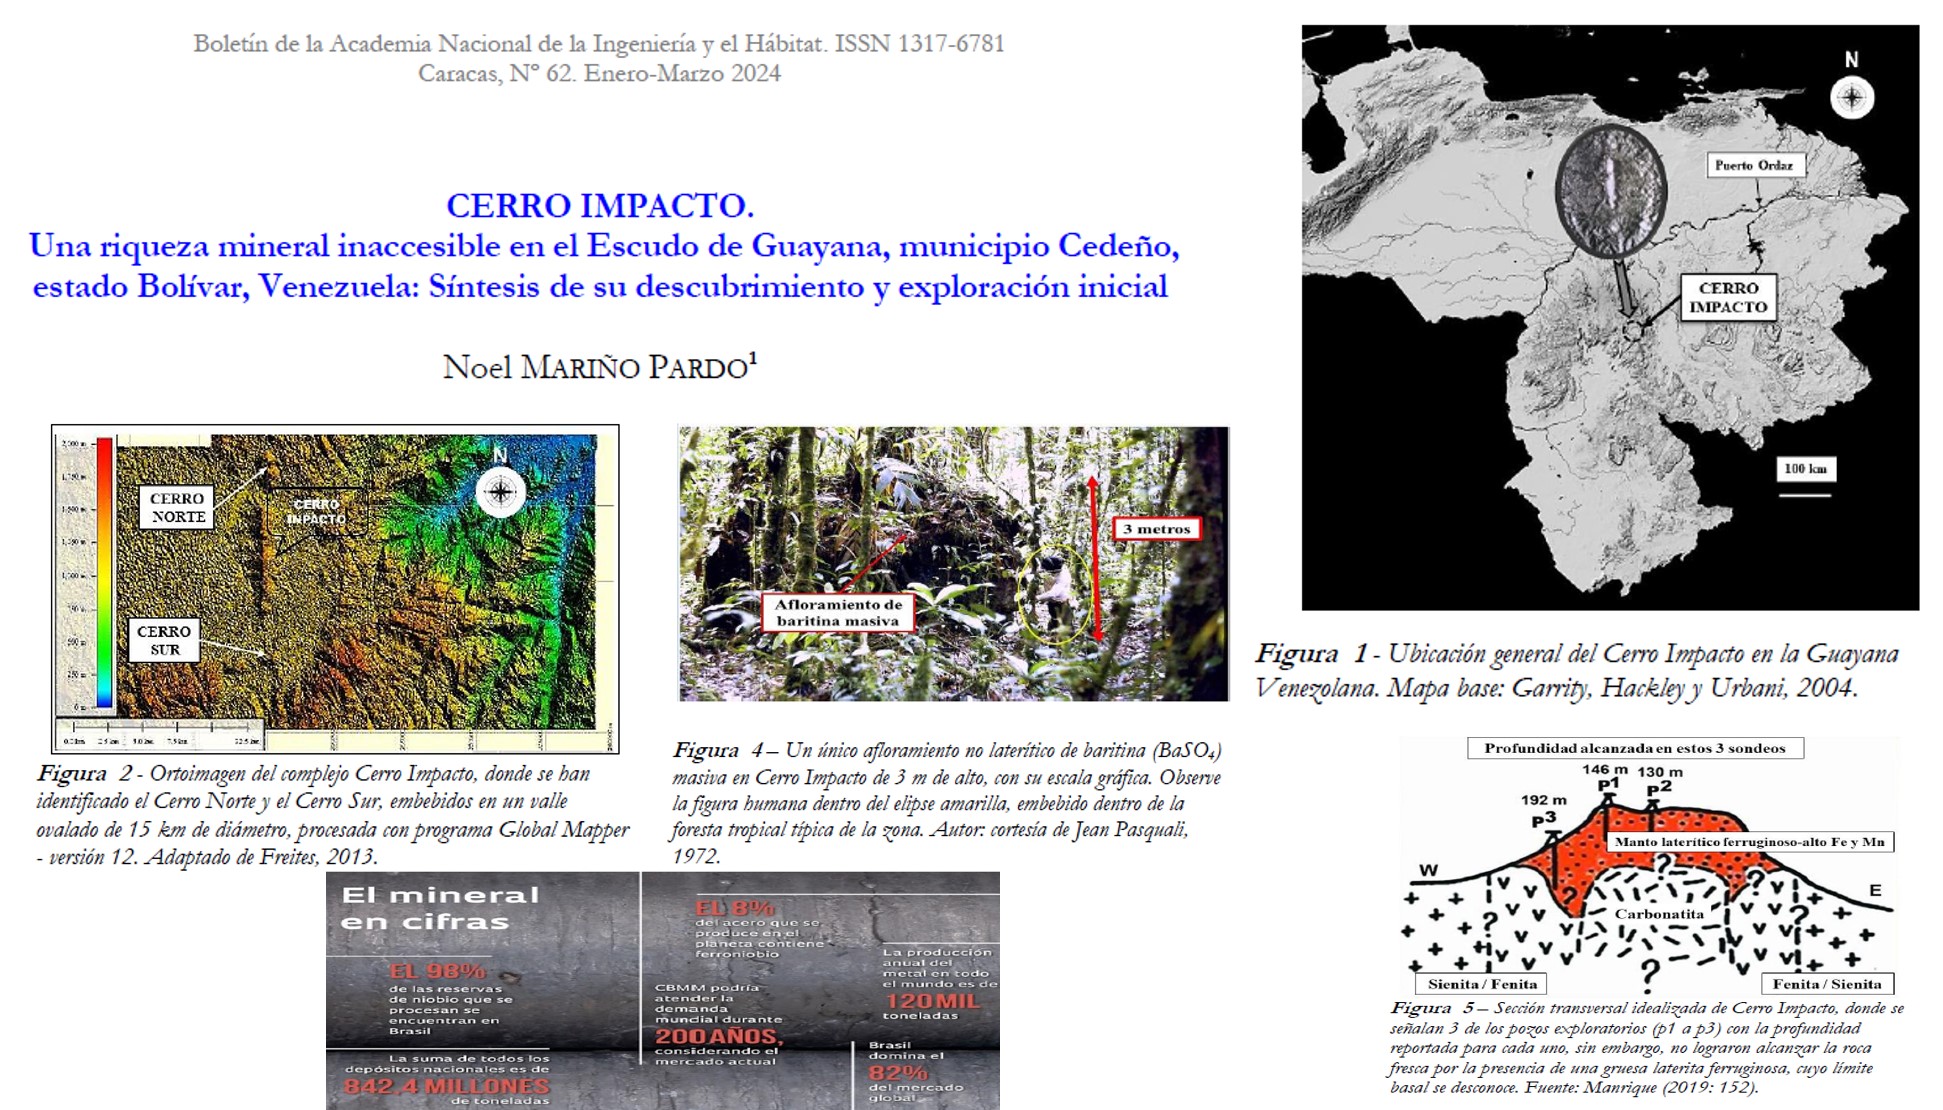 Boletín de la Academia Nacional de la Ingeniería y el Hábitat. ISSN 1317-6781
Caracas, Nº 62. Enero-Marzo 2024
CERRO IMPACTO.
Una riqueza mineral inaccesible en el Escudo de Guayana, municipio Cedeño,
estado Bolívar, Venezuela: Síntesis de su descubrimiento y exploración inicial
Noel MARIÑO PARDO¹
N
CERRO
NORTE
CERRO
IMPACTO
CERRO
SUR
Figura 2 - Ortoimagen del complejo Cerro Impacto, donde se han
identificado el Cerro Norte y el Cerro Sur, embebidos en un valle
ovalado de 15 km de diámetro, procesada con programa Global Mapper
- versión 12. Adaptado de Freites, 2013.
3 metros
Afloramiento de
baritina masiva
Figura 4 – Un único afloramiento no laterítico de baritina (BaSO₄)
masiva en Cerro Impacto de 3 m de alto, con su escala gráfica. Observe
la figura humana dentro del elipse amarilla, embebido dentro de la
foresta tropical típica de la zona. Autor: cortesía de Jean Pasquali,
1972.
N
Puerto Ordaz
CERRO
IMPACTO
100 km
Figura 1 - Ubicación general del Cerro Impacto en la Guayana
Venezolana. Mapa base: Garrity, Hackley y Urbani, 2004.
Profundidad alcanzada en estos 3 sondeos
146 m 130 m
P1 P2
192 m
P3
Manto laterítico ferruginoso-alto Fe y Mn
W
E
Carbonatita
Sienita / Fenita
Fenita / Sienita
Figura 5 – Sección transversal idealizada de Cerro Impacto, donde se
señalan 3 de los pozos exploratorios (p1 a p3) con la profundidad
reportada para cada uno, sin embargo, no lograron alcanzar la roca
fresca por la presencia de una gruesa laterita ferruginosa, cuyo límite
basal se desconoce. Fuente: Manrique (2019: 152).
El mineral
en cifras
EL 98%
de las reservas
de niobio que se
procesan se
encuentran en
Brasil
La suma de todos los
depósitos nacionales es de
842,4 MILLONES
de toneladas
EL 8%
del acero que se
produce en el
planeta contiene
ferroniobio
CBMM podría
atender la
demanda
mundial durante
200 AÑOS,
considerando el
mercado actual
La producción
anual del
metal en todo
el mundo es de
120 MIL
toneladas
Brasil
domina el
82%
del mercado
global